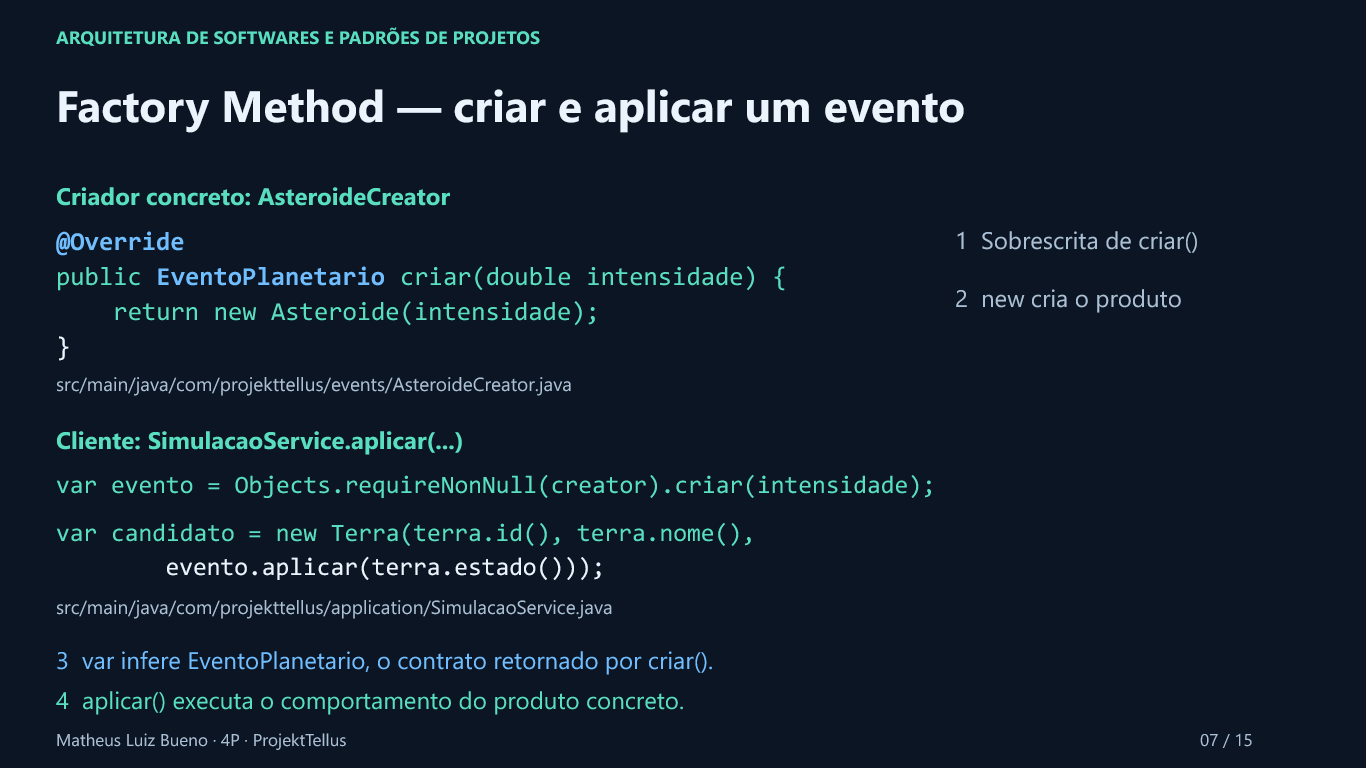 ARQUITETURA DE SOFTWARES E PADRÕES DE PROJETOS
Factory Method — criar e aplicar um evento
Criador concreto: AsteroideCreator
@Override
public EventoPlanetario criar(double intensidade) {
    return new Asteroide(intensidade);
}
src/main/java/com/projekttellus/events/AsteroideCreator.java
1 Sobrescrita de criar()
2 new cria o produto
Cliente: SimulacaoService.aplicar(...)
var evento = Objects.requireNonNull(creator).criar(intensidade);
var candidato = new Terra(terra.id(), terra.nome(),
        evento.aplicar(terra.estado()));
src/main/java/com/projekttellus/application/SimulacaoService.java
3 var infere EventoPlanetario, o contrato retornado por criar().
4 aplicar() executa o comportamento do produto concreto.
Matheus Luiz Bueno · 4P · ProjektTellus
07 / 15